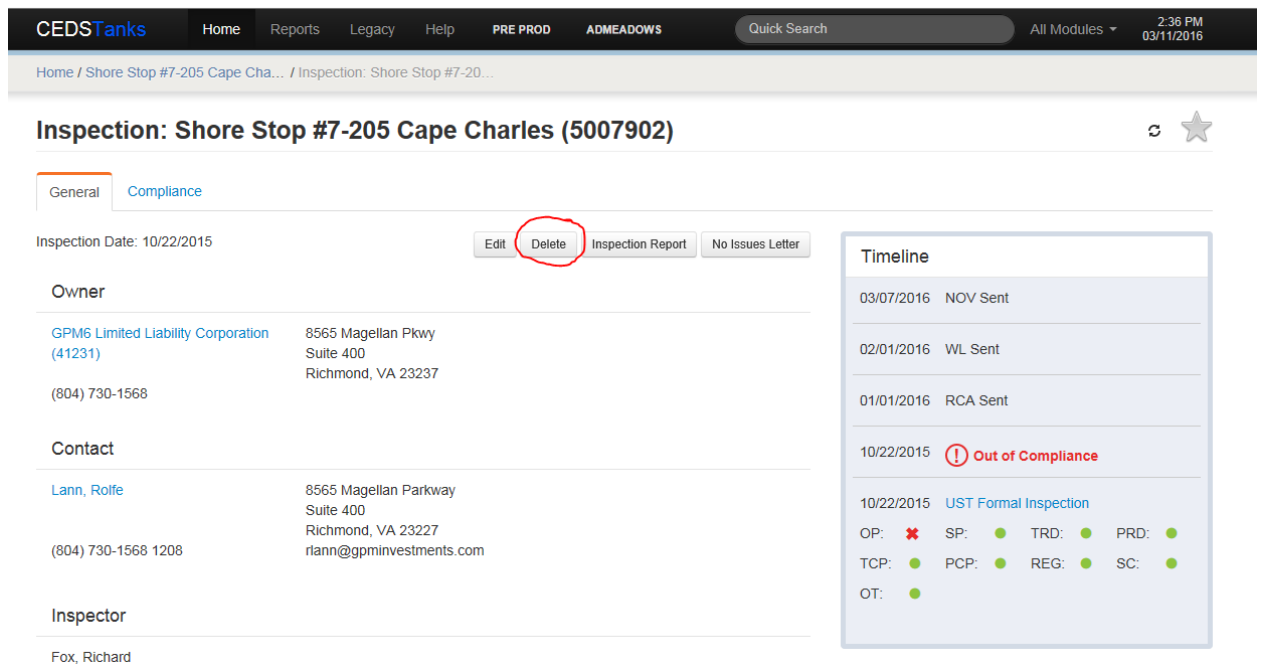 CEDSTanks Home Reports Legacy Help PRE PROD ADMEADOWS Quick Search All Modules 2:36 PM
03/11/2016
Home / Shore Stop #7-205 Cape Cha... / Inspection: Shore Stop #7-20...
Inspection: Shore Stop #7-205 Cape Charles (5007902)
General Compliance
Inspection Date: 10/22/2015 Edit Delete Inspection Report No Issues Letter
Owner
GPM6 Limited Liability Corporation 8565 Magellan Pkwy
(41231) Suite 400
Richmond, VA 23237
(804) 730-1568
Contact
Lann, Rolfe 8565 Magellan Parkway
Suite 400
Richmond, VA 23227
(804) 730-1568 1208 rlann@gpminvestments.com
Inspector
Fox, Richard
Timeline
03/07/2016 NOV Sent
02/01/2016 WL Sent
01/01/2016 RCA Sent
10/22/2015 Out of Compliance
10/22/2015 UST Formal Inspection
OP: SP: TRD: PRD:
TCP: PCP: REG: SC:
OT: